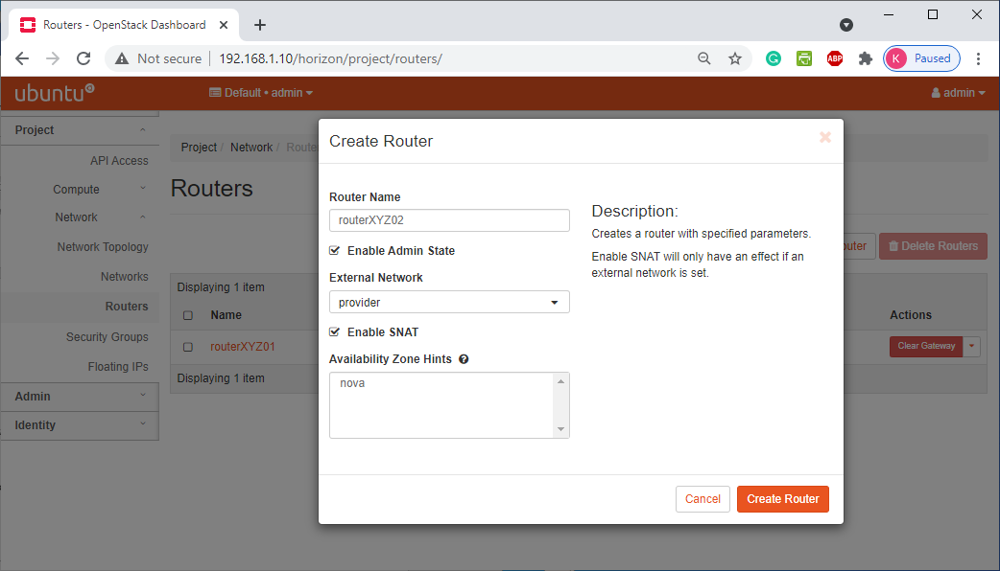 Routers - OpenStack Dashboard
Not secure
192.168.1.10/horizon/project/routers/
ABP
K Paused
ubuntu
Default • admin
admin
Project
API Access
Compute
Network
Network Topology
Networks
Routers
Security Groups
Floating IPs
Admin
Identity
Project / Network / Route
Routers
outer
Delete Routers
Displaying 1 item
Name
Actions
routerXYZ01
Clear Gateway
Displaying 1 item
Create Router
Router Name
routerXYZ02
Enable Admin State
External Network
provider
Enable SNAT
Availability Zone Hints
nova
Description:
Creates a router with specified parameters.
Enable SNAT will only have an effect if an
external network is set.
Cancel
Create Router